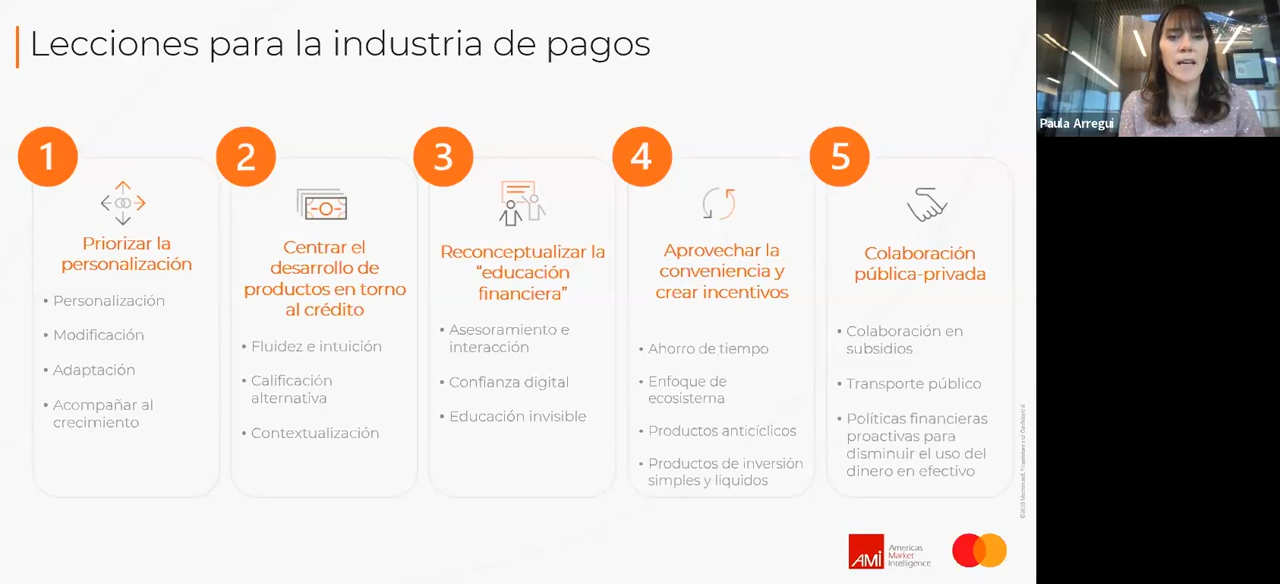 Lecciones para la industria de pagos
Paula Arregui
1
Priorizar la
personalización
• Personalización
• Modificación
• Adaptación
• Acompañar al
crecimiento
2
Centrar el
desarrollo de
productos en torno
al crédito
• Fluidez e intuición
• Calificación
alternativa
• Contextualización
3
Reconceptualizar la
“educación
financiera”
• Asesoramiento e
interacción
• Confianza digital
• Educación invisible
4
Aprovechar la
conveniencia y
crear incentivos
• Ahorro de tiempo
• Enfoque de
ecosistema
• Productos anticíclicos
• Productos de inversión
simples y líquidos
5
Colaboración
pública-privada
• Colaboración en
subsidios
• Transporte público
• Políticas financieras
proactivas para
disminuir el uso del
dinero en efectivo
Mastercard. Proprietary and Confidential
AMI
Americas
Market
Intelligence